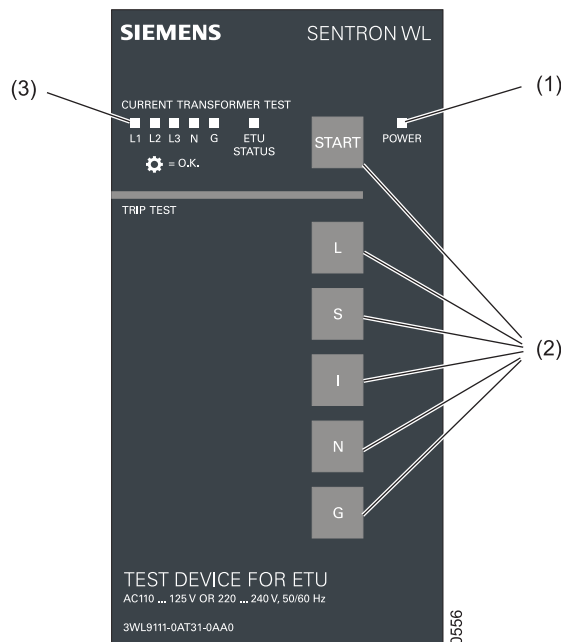 SIEMENS SENTRON WL
(3) (1)
CURRENT TRANSFORMER TEST
L1 L2 L3 N G ETU STATUS START POWER
= O.K.
TRIP TEST
L
S
(2)
I
N
G
TEST DEVICE FOR ETU
AC110 ... 125 V OR 220 ... 240 V, 50/60 Hz
3WL9111-0AT31-0AA0
0556